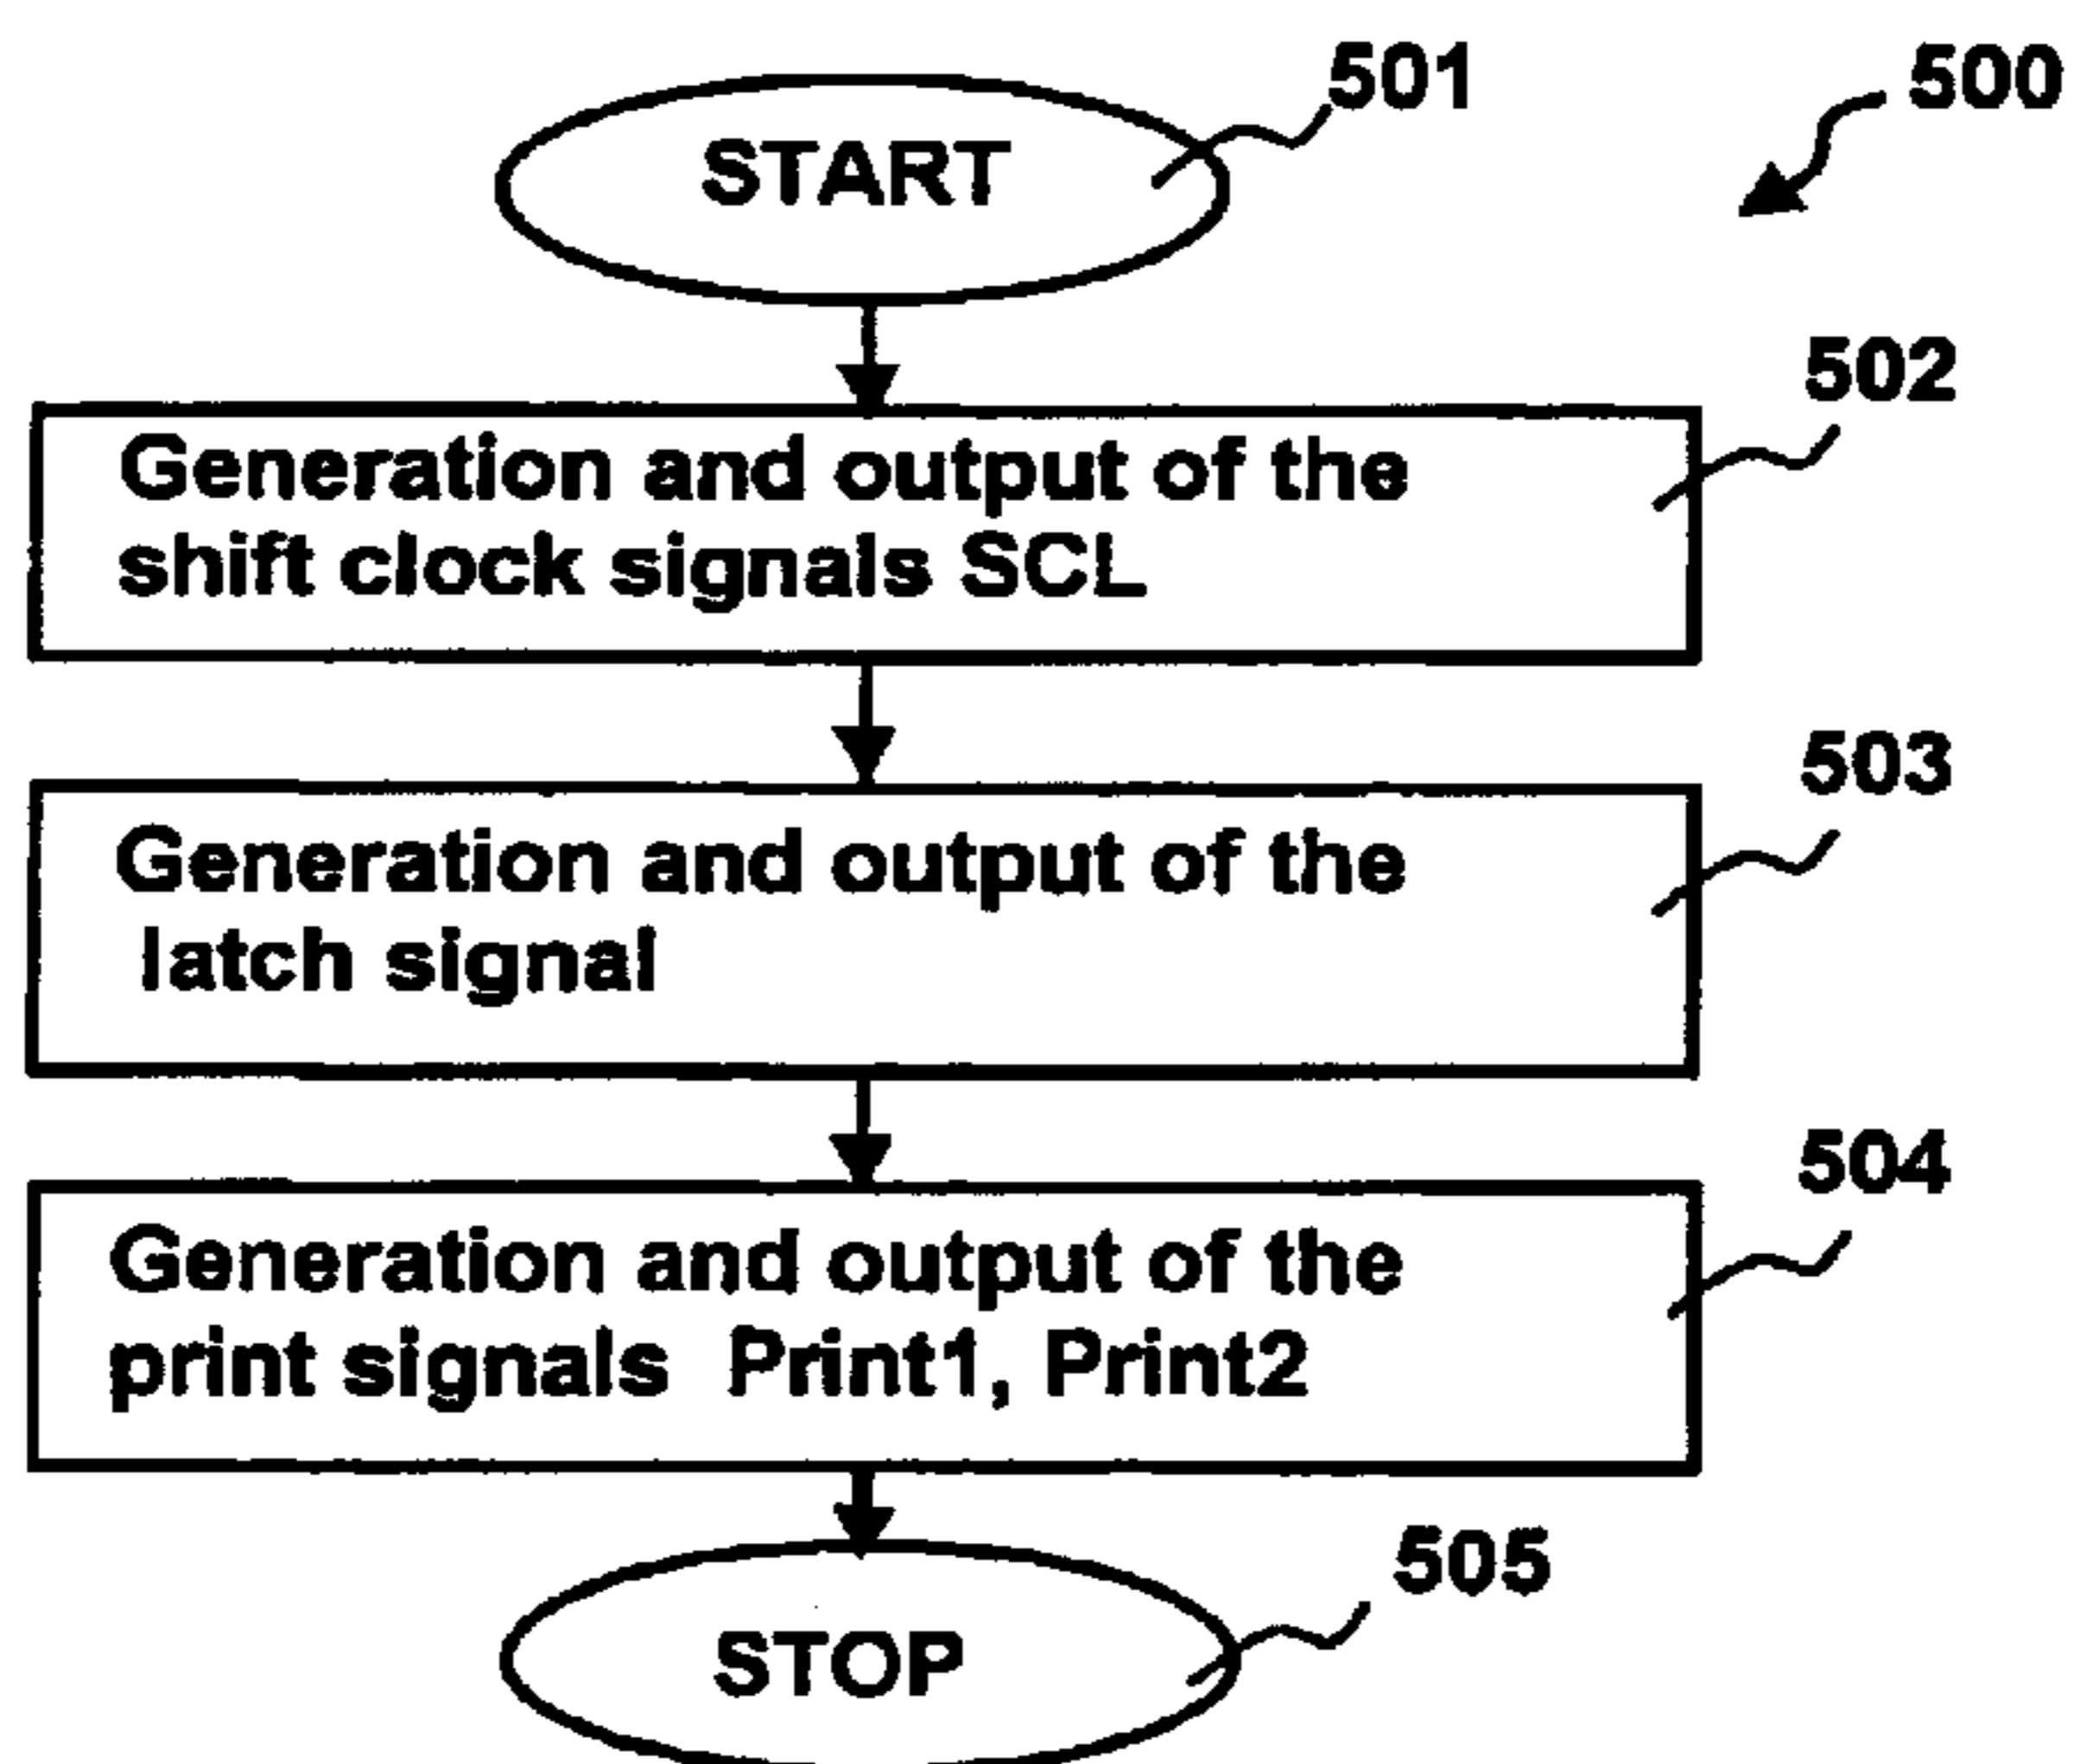 501
500
START
502
Generation and output of the
shift clock signals SCL
503
Generation and output of the
latch signal
504
Generation and output of the
print signals Print1, Print2
505
STOP